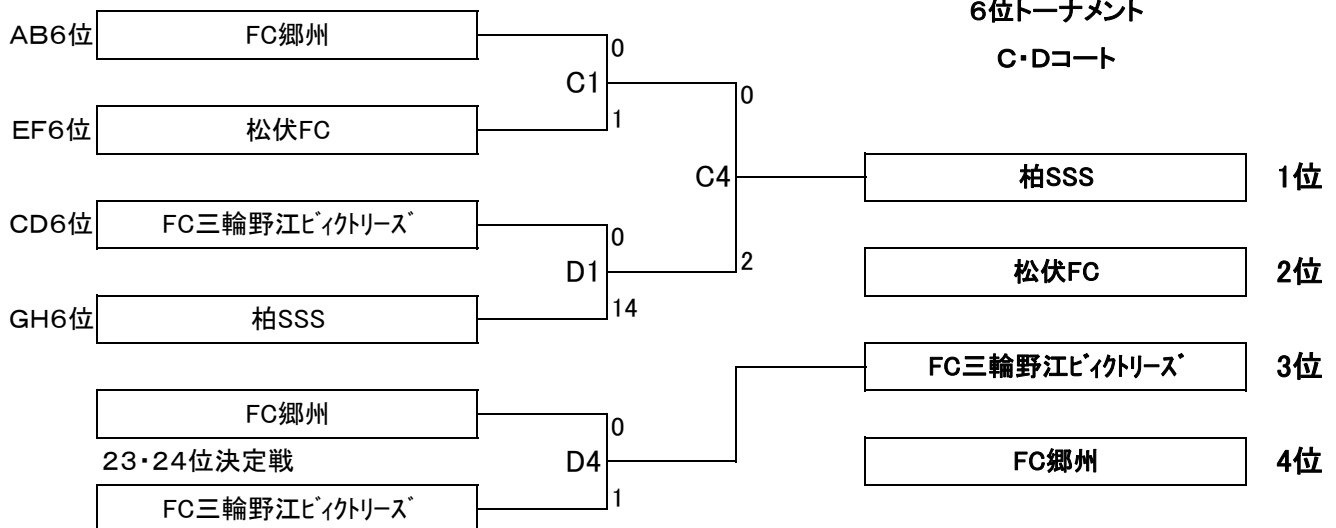 6位トーナメント
C・Dコート
AB6位
FC郷州
0
C1
EF6位
松伏FC
1
0
C4
2
CD6位
FC三輪野江ﾋﾞｨｸﾄﾘｰｽﾞ
0
D1
GH6位
柏SSS
14
柏SSS
1位
松伏FC
2位
FC三輪野江ﾋﾞｨｸﾄﾘｰｽﾞ
3位
FC郷州
4位
FC郷州
0
23・24位決定戦
D4
FC三輪野江ﾋﾞｨｸﾄﾘｰｽﾞ
1